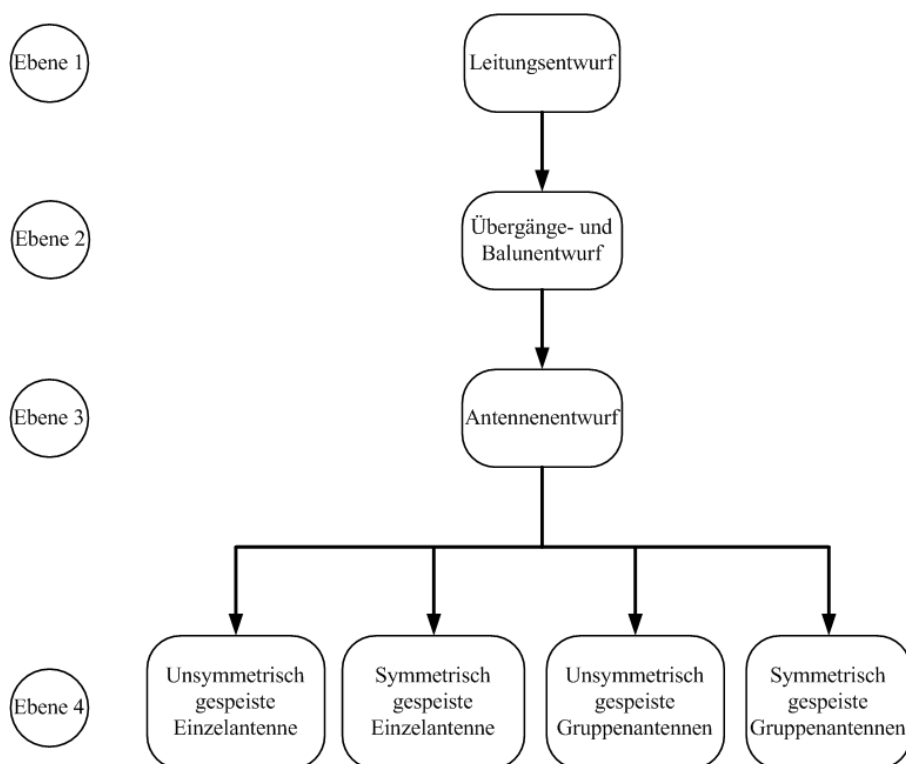 Ebene 1
Leitungsentwurf
Ebene 2
Übergänge- und
Balunentwurf
Ebene 3
Antennenentwurf
Ebene 4
Unsymmetrisch
gespeiste
Einzelantenne
Symmetrisch
gespeiste
Einzelantenne
Unsymmetrisch
gespeiste
Gruppantennen
Symmetrisch
gespeiste
Gruppenantennen